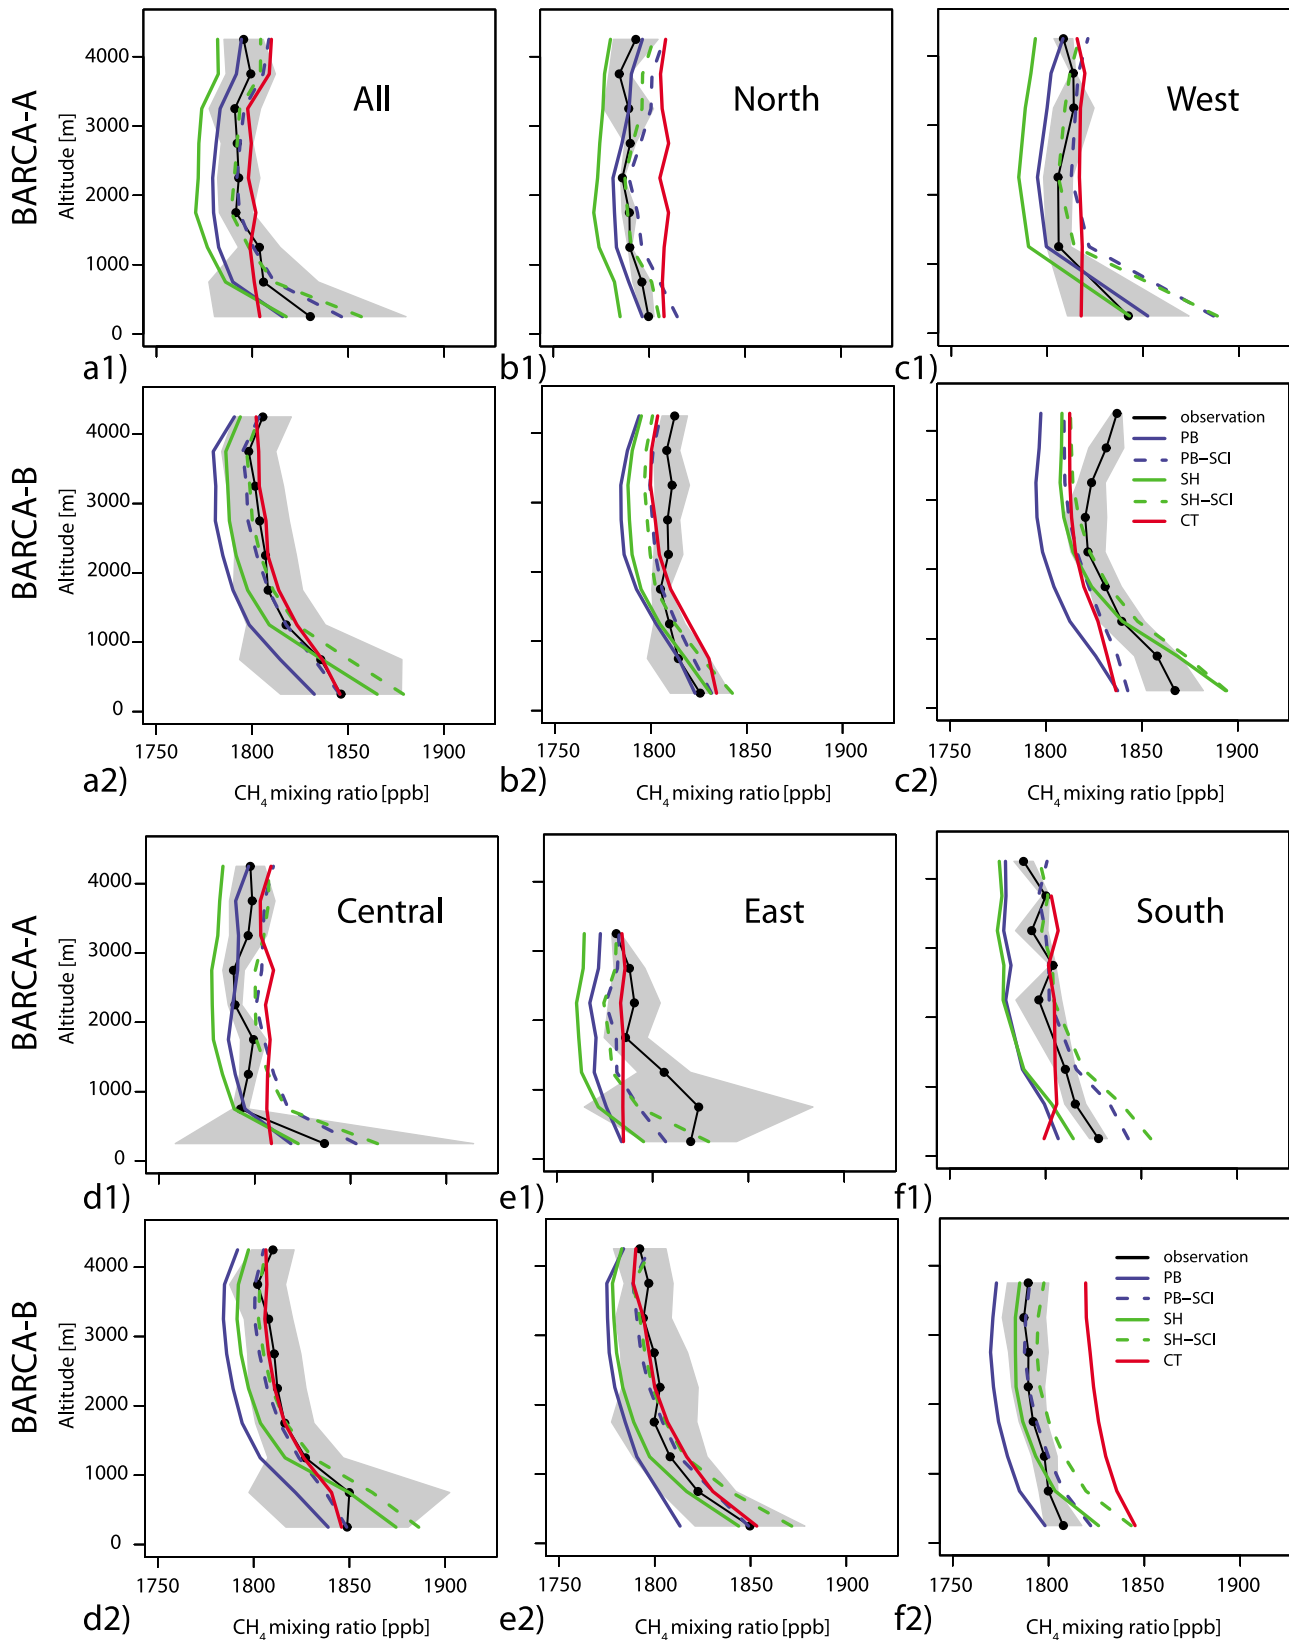 BARCA-A
Altitude [m]
4000
3000
2000
1000
0
All
North
West
a1)
b1)
c1)
BARCA-B
Altitude [m]
4000
3000
2000
1000
0
observation
PB
PB–SCI
SH
SH–SCI
CT
1750 1800 1850 1900
1750 1800 1850 1900
1750 1800 1850 1900
a2)
b2)
c2)
CH4 mixing ratio [ppb]
CH4 mixing ratio [ppb]
CH4 mixing ratio [ppb]
BARCA-A
Altitude [m]
4000
3000
2000
1000
0
Central
East
South
d1)
e1)
f1)
BARCA-B
Altitude [m]
4000
3000
2000
1000
0
observation
PB
PB–SCI
SH
SH–SCI
CT
1750 1800 1850 1900
1750 1800 1850 1900
1750 1800 1850 1900
d2)
e2)
f2)
CH4 mixing ratio [ppb]
CH4 mixing ratio [ppb]
CH4 mixing ratio [ppb]